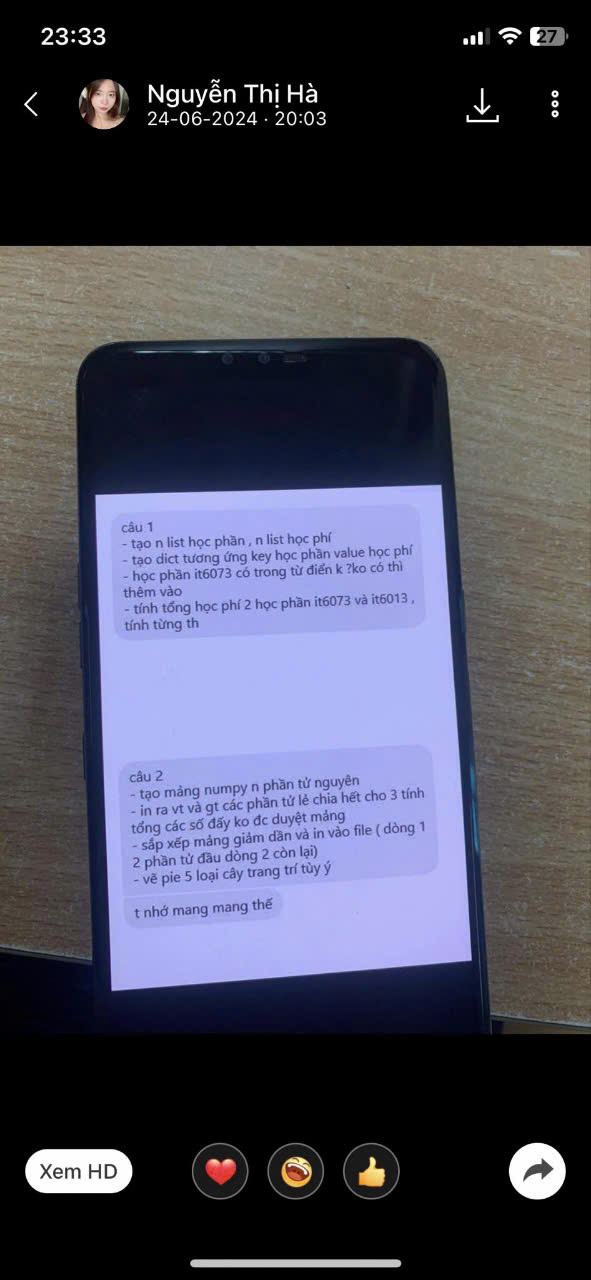 23:33
27
Nguyễn Thị Hà
24-06-2024 · 20:03
câu 1
- tạo n list học phần , n list học phí
- tạo dict tương ứng key học phần value học phí
- học phần it6073 có trong từ điển k ?ko có thì
thêm vào
- tính tổng học phí 2 học phần it6073 và it6013 ,
tính từng th
câu 2
- tạo mảng numpy n phần tử nguyên
- in ra vt và gt các phần tử lẻ chia hết cho 3 tính
tổng các số đấy ko đc duyệt mảng
- sắp xếp mảng giảm dần và in vào file ( dòng 1
2 phần tử đầu dòng 2 còn lại)
- vẽ pie 5 loại cây trang trí tùy ý
t nhớ mang mang thế
Xem HD